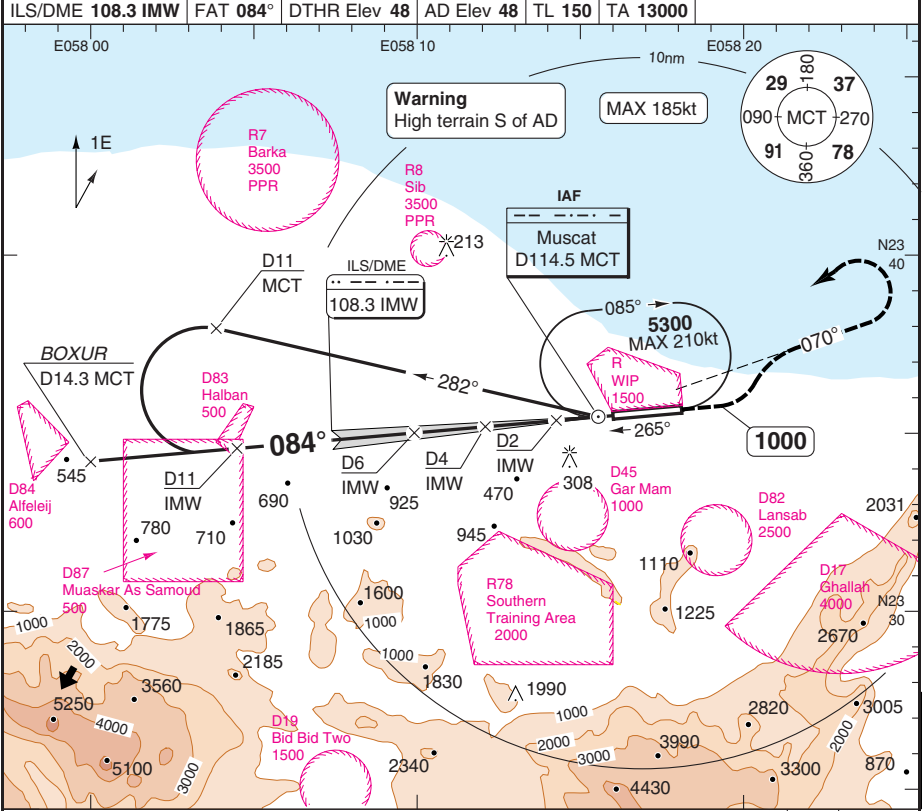 ILS/DME 108.3 IMW FAT 084° DTHR Elev 48 AD Elev 48 TL 150 TA 13000
E058 00
E058 10
E058 20
10nm
Warning
High terrain S of AD
MAX 185kt
180
29 37
090 MCT 270
91 78
360
1E
R7
Barka
3500
PPR
R8
Sib
3500
PPR
213
IAF
Muscat
D114.5 MCT
N23
40
D11
MCT
ILS/DME
108.3 IMW
085°
5300
MAX 210kt
070°
BOXUR
D14.3 MCT
D83
Halban
500
282°
R
WIP
1500
265°
084°
1000
D6
IMW
D4
IMW
D2
IMW
D11
IMW
545
D84
Alfeleij
600
690
925
470
308
D45
Gar Mam
1000
D82
Lansab
2500
2031
780
710
1030
945
1110
D87
Muaskar As Samoud
500
D17
Ghallah
4000
R78
Southern
Training Area
2000
N23
30
1600
1000
1000
1775
1865
1225
2670
2000
2185
1000
1830
1990
5250
3560
4000
1000
2820
3005
D19
Bid Bid Two
1500
2000
3000
3990
2000
5100
3000
2340
4430
3300
870